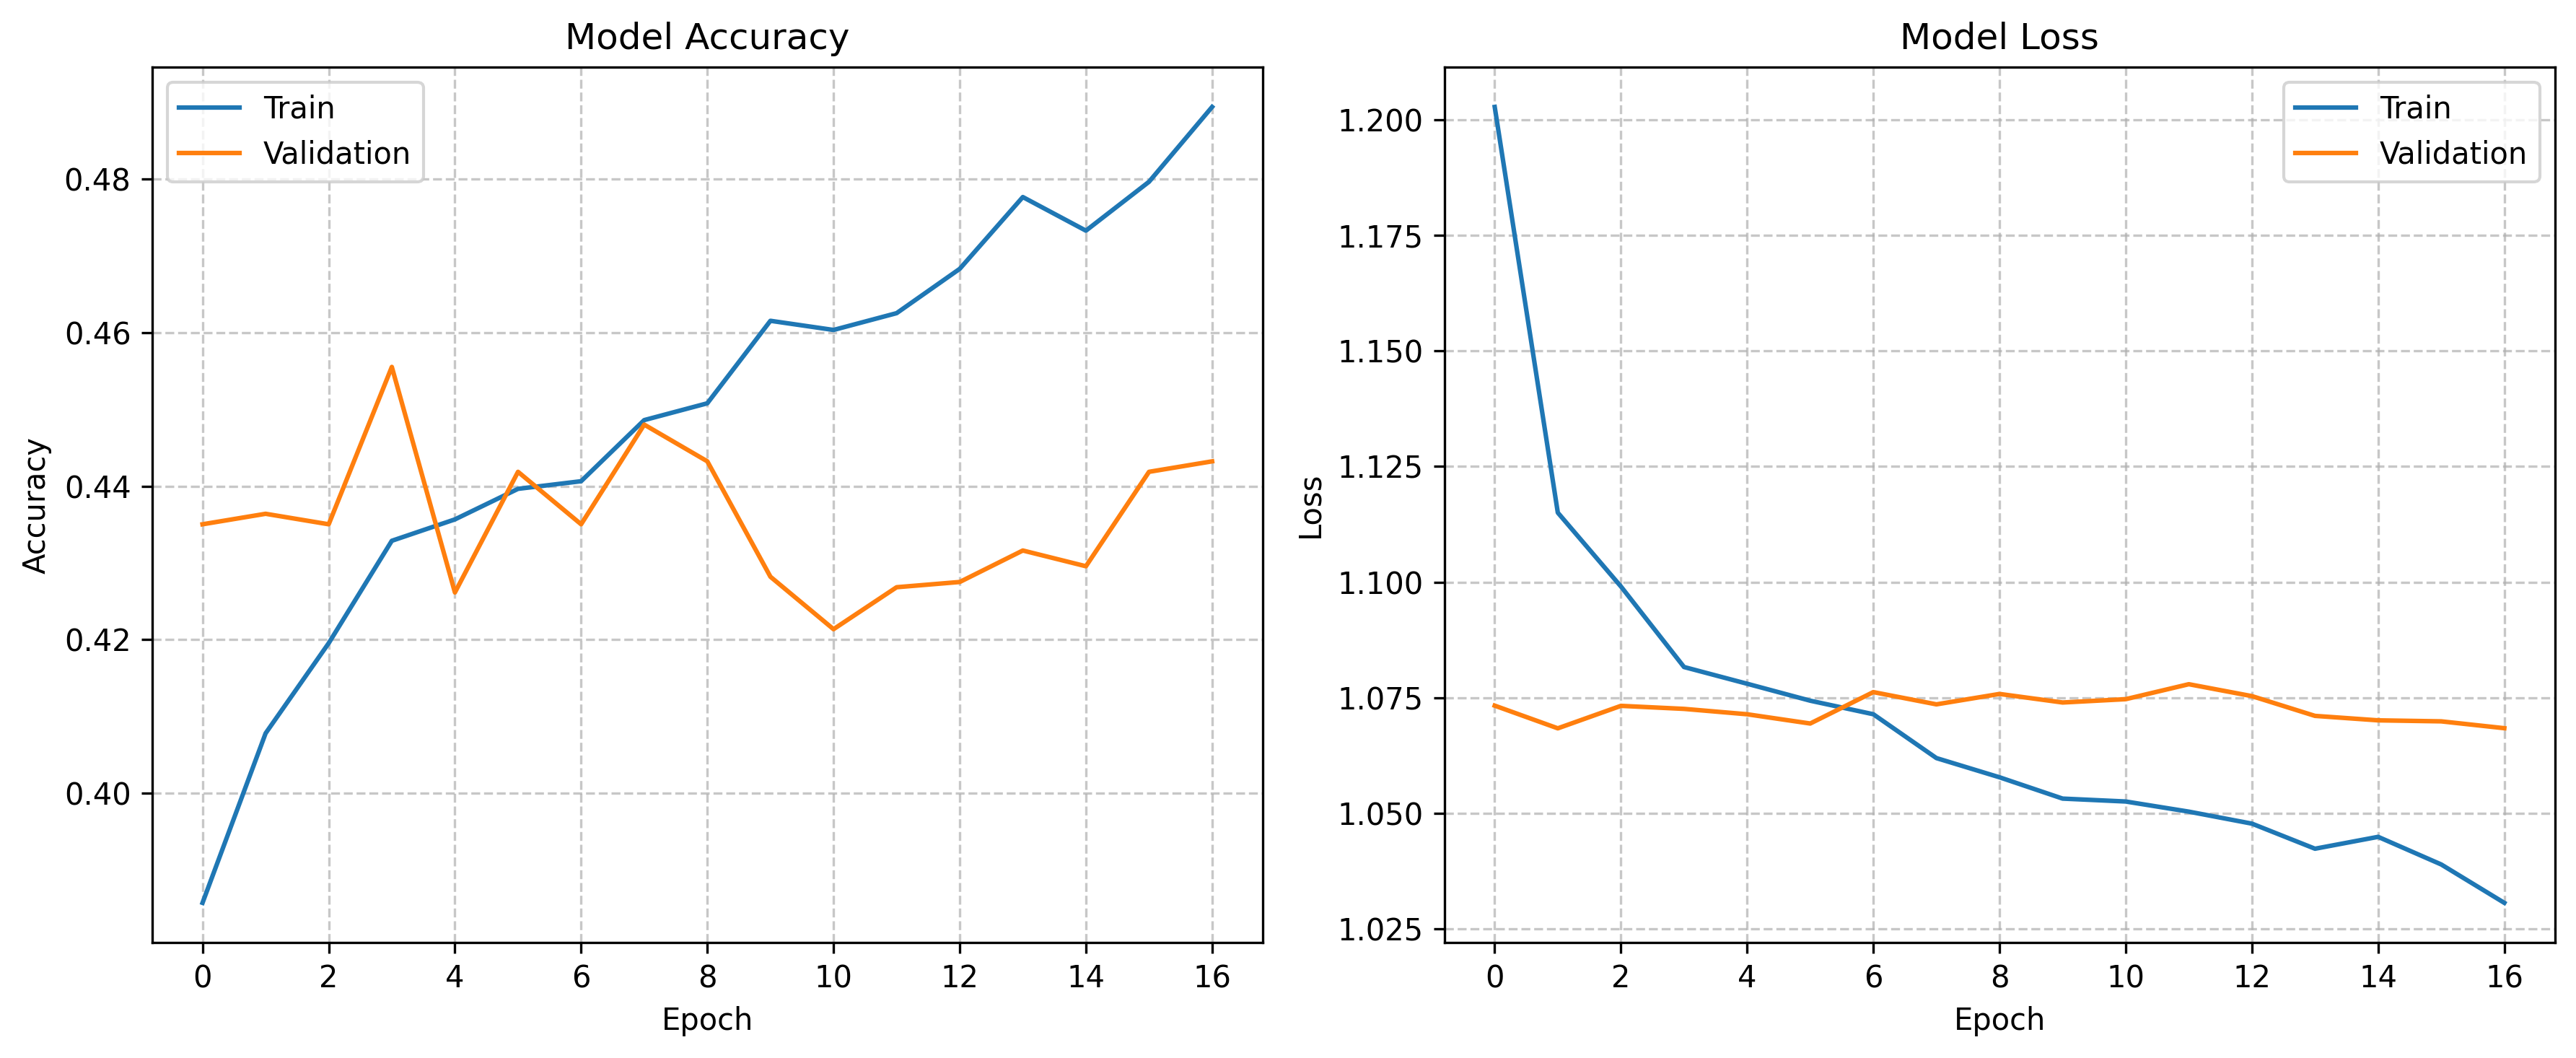 Model Accuracy
Train
Validation
0.48
0.46
0.44
0.42
0.40
Accuracy
0 2 4 6 8 10 12 14 16
Epoch
Model Loss
Train
Validation
1.200
1.175
1.150
1.125
1.100
1.075
1.050
1.025
Loss
0 2 4 6 8 10 12 14 16
Epoch